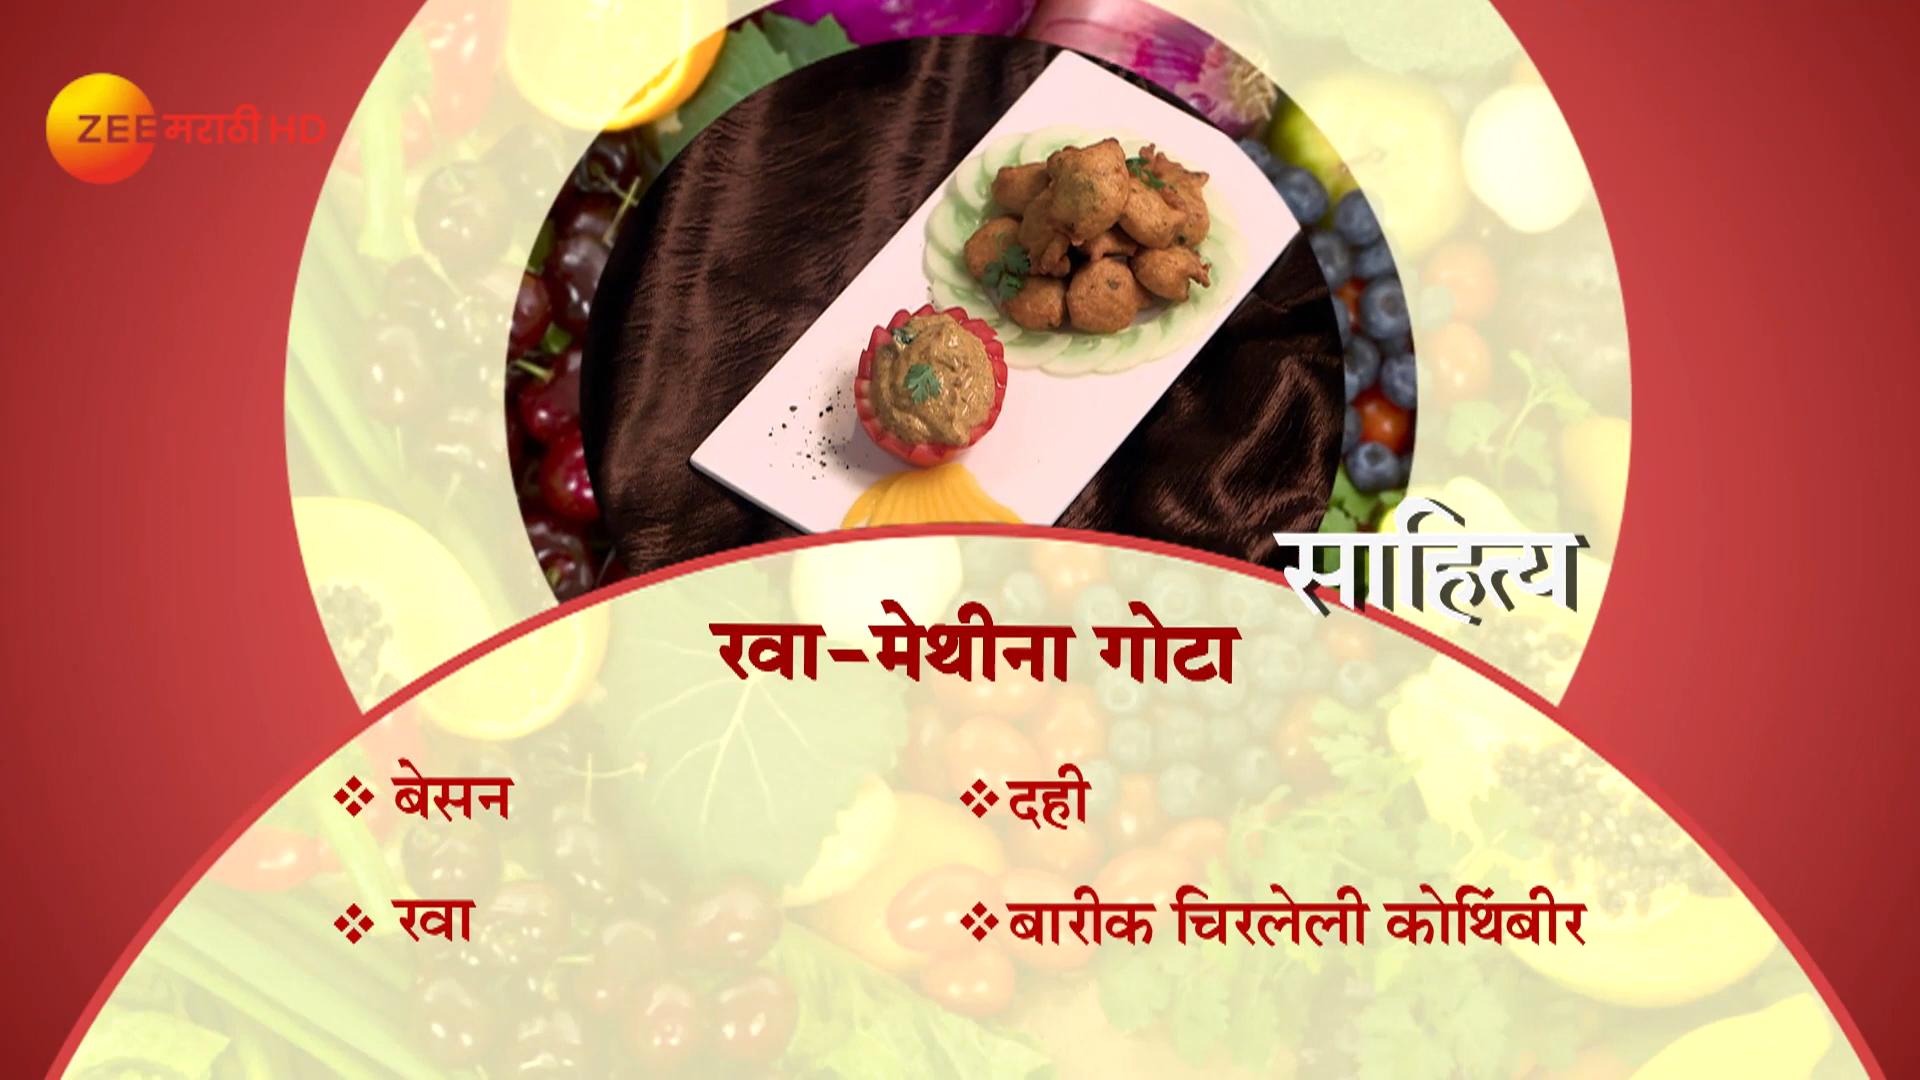 ZEE मराठी HD
साहित्य
रवा-मेथीना गोटा
❖ बेसन
❖ दही
❖ रवा
❖ बारीक चिरलेली कोथिंबीर